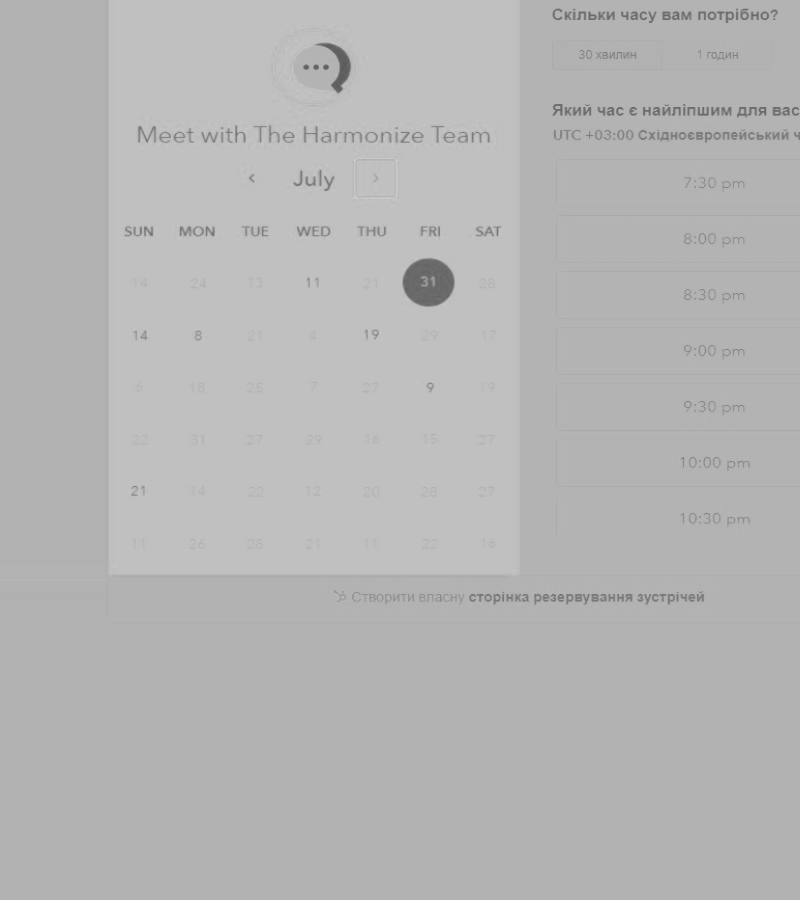 Meet with The Harmonize Team
July
SUN MON TUE WED THU FRI SAT
14 24 13 11 21 31 28
14 8 21 4 19 29 17
6 18 25 7 27 9 19
22 31 27 29 16 15 27
21 14 22 12 20 28 27
11 26 28 21 11 22 16
Скільки часу вам потрібно?
30 хвилин 1 годин
Який час є найліпшим для вас
UTC +03:00 Східноєвропейський ч
7:30 pm
8:00 pm
8:30 pm
9:00 pm
9:30 pm
10:00 pm
10:30 pm
Створити власну сторінка резервування зустрічей